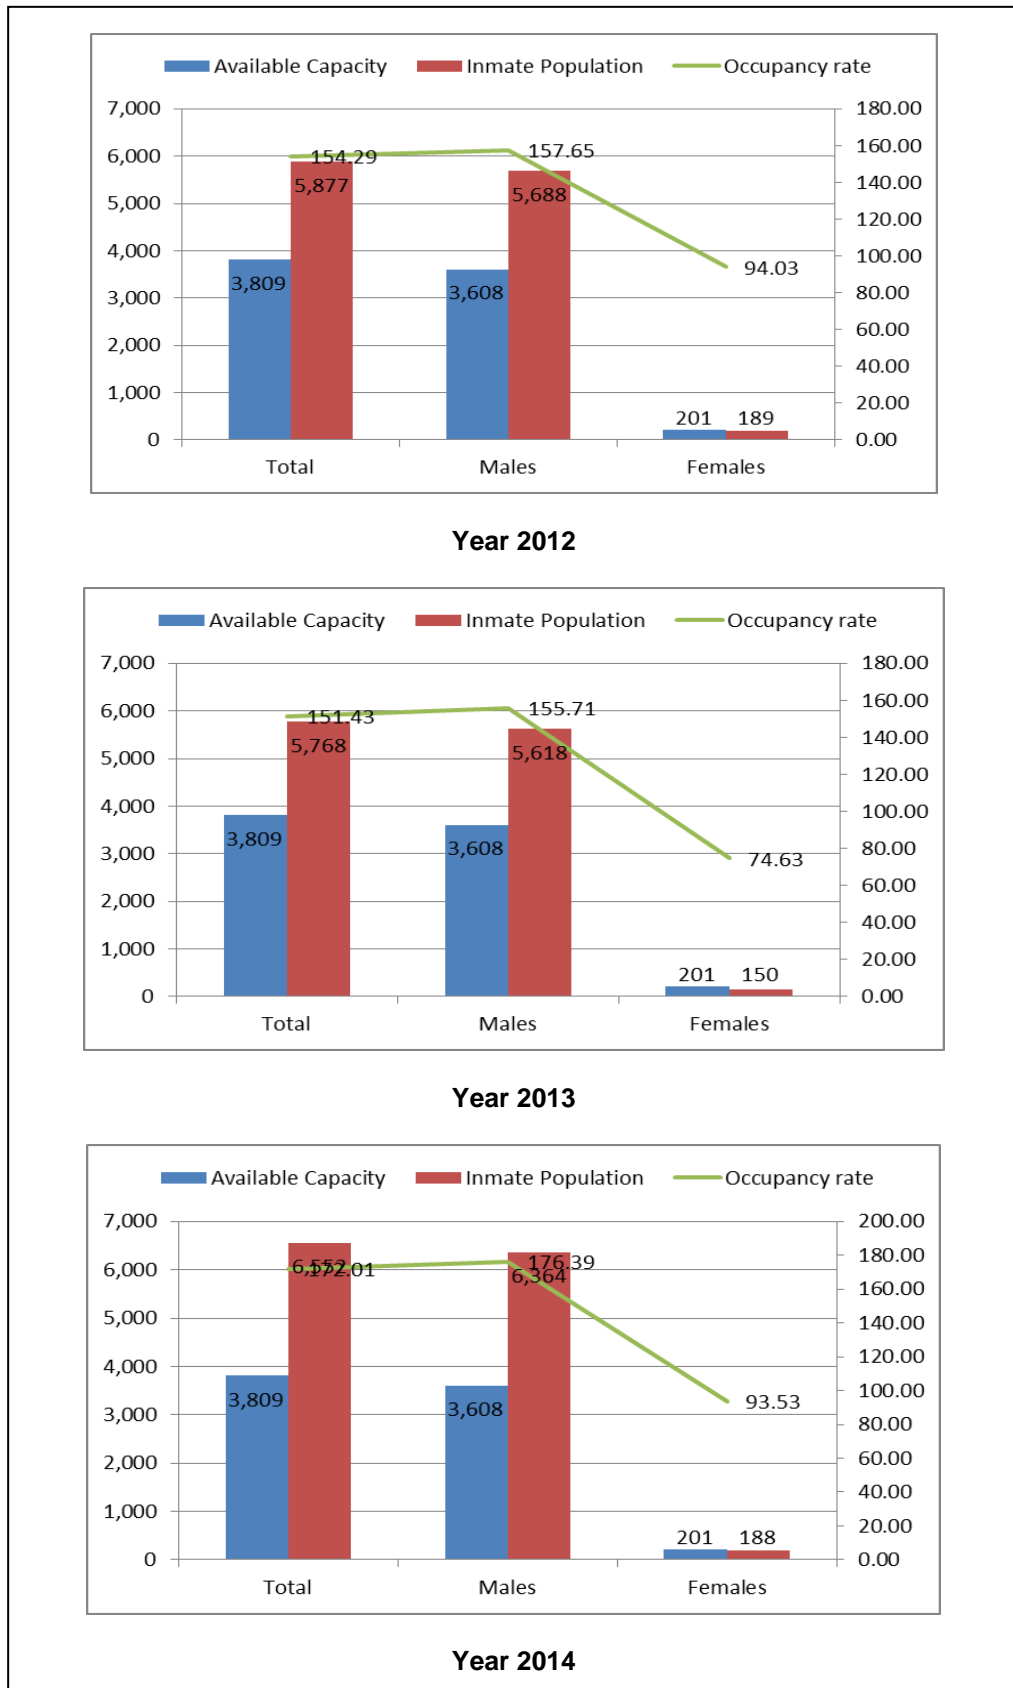 Available Capacity Inmate Population Occupancy rate
7,000 180.00
6,000 154.29 157.65 160.00
5,877 5,688 140.00
5,000 120.00
4,000 100.00
3,809 3,608 94.03
3,000 80.00
2,000 60.00
40.00
1,000 201 189 20.00
0 0.00
Total Males Females
Year 2012
Available Capacity Inmate Population Occupancy rate
7,000 180.00
6,000 151.43 155.71 160.00
5,768 5,618 140.00
5,000 120.00
4,000 100.00
3,809 3,608 80.00
3,000 74.63
2,000 60.00
40.00
1,000 201 150 20.00
0 0.00
Total Males Females
Year 2013
Available Capacity Inmate Population Occupancy rate
7,000 200.00
6,552 176.39 180.00
6,000 172.01 6,364 160.00
5,000 140.00
120.00
4,000 100.00
3,809 3,608 93.53
3,000 80.00
2,000 60.00
40.00
1,000 201 188 20.00
0 0.00
Total Males Females
Year 2014